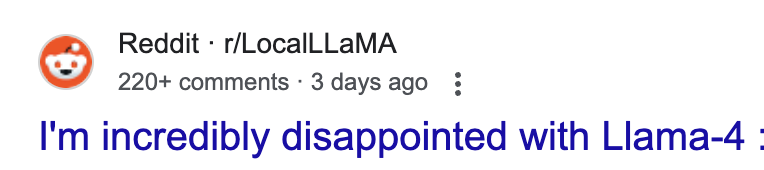 Reddit · r/LocalLLaMA
220+ comments · 3 days ago
I'm incredibly disappointed with Llama-4 :